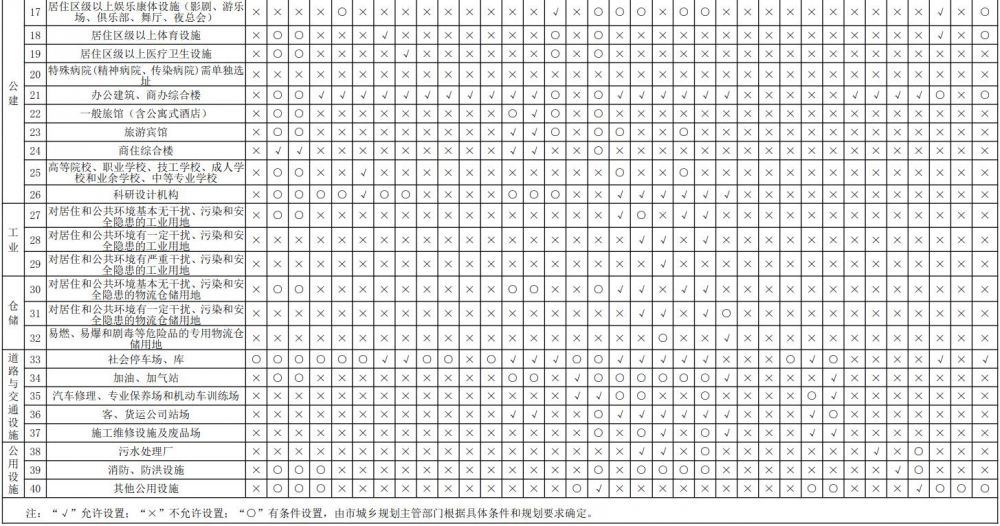 17 居住区级以上娱乐康体设施（影剧、游乐
场、俱乐部、舞厅、夜总会） × × × × ○ × × × × × × × × × √ × ○ ○ ○ × ○ ○ × × × × × × × × × × √ × ○
18 居住区级以上体育设施 × ○ ○ × × × √ × × × × × × × ○ × ○ × × × × × × × × × × × × × × × √ × ○
19 居住区级以上医疗卫生设施 × ○ ○ × × × × √ × × × × × × ○ × ○ × × × × × × × × × × × × × × × × × ×
20 特殊病院(精神病院、传染病院)需单独选
址 × × × × × × × × × × × × × × × × × × × × × × × × × × × × × × × × × × ×
公建
21 办公建筑、商办综合楼 × ○ ○ √ √ √ √ √ √ √ √ √ √ √ ○ × ○ √ √ √ √ √ √ × × × × × √ √ √ √ ○ × ○
22 一般旅馆（含公寓式酒店） × ○ ○ × × × × × × × × × ○ √ ○ × ○ × × × × × × × × × × × × × × × × × ×
23 旅游宾馆 × ○ ○ × × × × × × × × × √ √ ○ × ○ ○ × × ○ × × × × × × × × × × × × × ×
24 商住综合楼 × √ √ × × × × × × × × × √ √ × × ○ × × × × × × × × × × × × × × × × × ×
25 高等院校、职业学校、技工学校、成人学
校和业余学校、中等专业学校 × ○ ○ × × √ × × × × × × × × × × × ○ × × ○ × × × × × × × × × × × × × ×
26 科研设计机构 × ○ ○ ○ ○ √ ○ ○ × × × × ○ ○ ○ × × √ √ √ √ √ √ × × × × × × × × × × × ×
工业
27 对居住和公共环境基本无干扰、污染和安
全隐患的工业用地 × ○ ○ × × × × × × × × × × × × × × √ ○ × √ √ × × × × × × × × × × × × ×
28 对居住和公共环境有一定干扰、污染和安
全隐患的工业用地 × × × × × × × × × × × × × × × × × × √ √ × √ × × × × × × × × × × × × ×
29 对居住和公共环境有严重干扰、污染和安
全隐患的工业用地 × × × × × × × × × × × × × × × × × × × √ × × × × × × × × × × × × × × ×
仓储
30 对居住和公共环境基本无干扰、污染和安
全隐患的物流仓储用地 × ○ ○ × × × × × × × × × ○ ○ × × ○ √ √ √ √ √ × × × × × × × × × × × × ×
31 对居住和公共环境有一定干扰、污染和安
全隐患的物流仓储用地 × × × × × × × × × × × × × × × × × √ √ √ √ √ ○ × × × × × × × × × × × ×
32 易燃、易爆和剧毒等危险品的专用物流仓
储用地 × × × × × × × × × × × × × × × × × × × ○ × × √ × × × × × × × × × × × ×
道路与交通设施
33 社会停车场、库 ○ ○ ○ ○ ○ ○ √ √ ○ ○ × ○ √ √ √ ○ ○ √ √ √ √ √ × × × ○ √ ○ × × × × √ × √
34 加油、加气站 × ○ ○ × × × × × × × × × ○ ○ × √ ○ ○ ○ ○ ○ ○ √ × × × × √ × × × × × × ×
35 汽车修理、专业保养场和机动车训练场 × × × × × × × × × × × × × × × √ √ ○ ○ × × ○ × × × × ○ √ × × × × × × ×
36 客、货运公司站场 × × × × × × × × × × × × √ √ × × ○ √ √ √ √ √ √ × × × √ ○ × × × × × × ×
37 施工维修设施及废品场 × × × × × × × × × × × × × × × × ○ × ○ √ × ○ √ × × × √ √ × × × × × × ×
公用设施
38 污水处理厂 × × × × × × × × × × × × × × × × × × √ √ × ○ × × × × × × × √ × ○ × × ×
39 消防、防洪设施 × ○ ○ ○ × × × × × × × × × × × × ○ × ○ ○ ○ ○ × × × × × × × × √ ○ × × ×
40 其他公用设施 × ○ ○ ○ × × × × × × × × × × × ○ √ × × × × × × × × × ○ ○ × × × √ ○ ○ ○
注：“√”允许设置；“×”不允许设置；“○”有条件设置，由市城乡规划主管部门根据具体条件和规划要求确定。